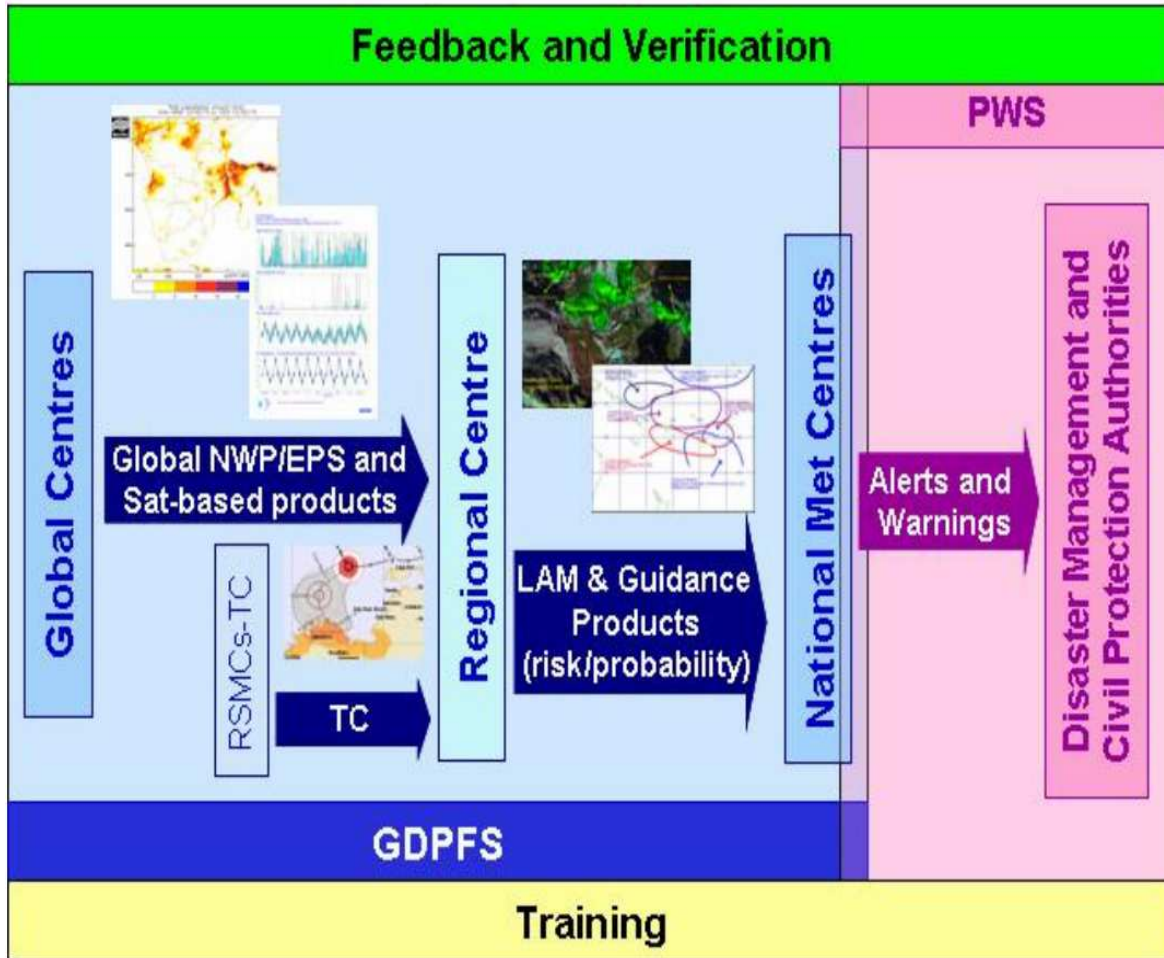 Feedback and Verification
PWS
Global Centres
Global NWP/EPS and
Sat-based products
RSMCs-TC
TC
Regional Centre
LAM & Guidance
Products
(risk/probability)
National Met Centres
Alerts and
Warnings
Disaster Management and
Civil Protection Authorities
GDPFS
Training